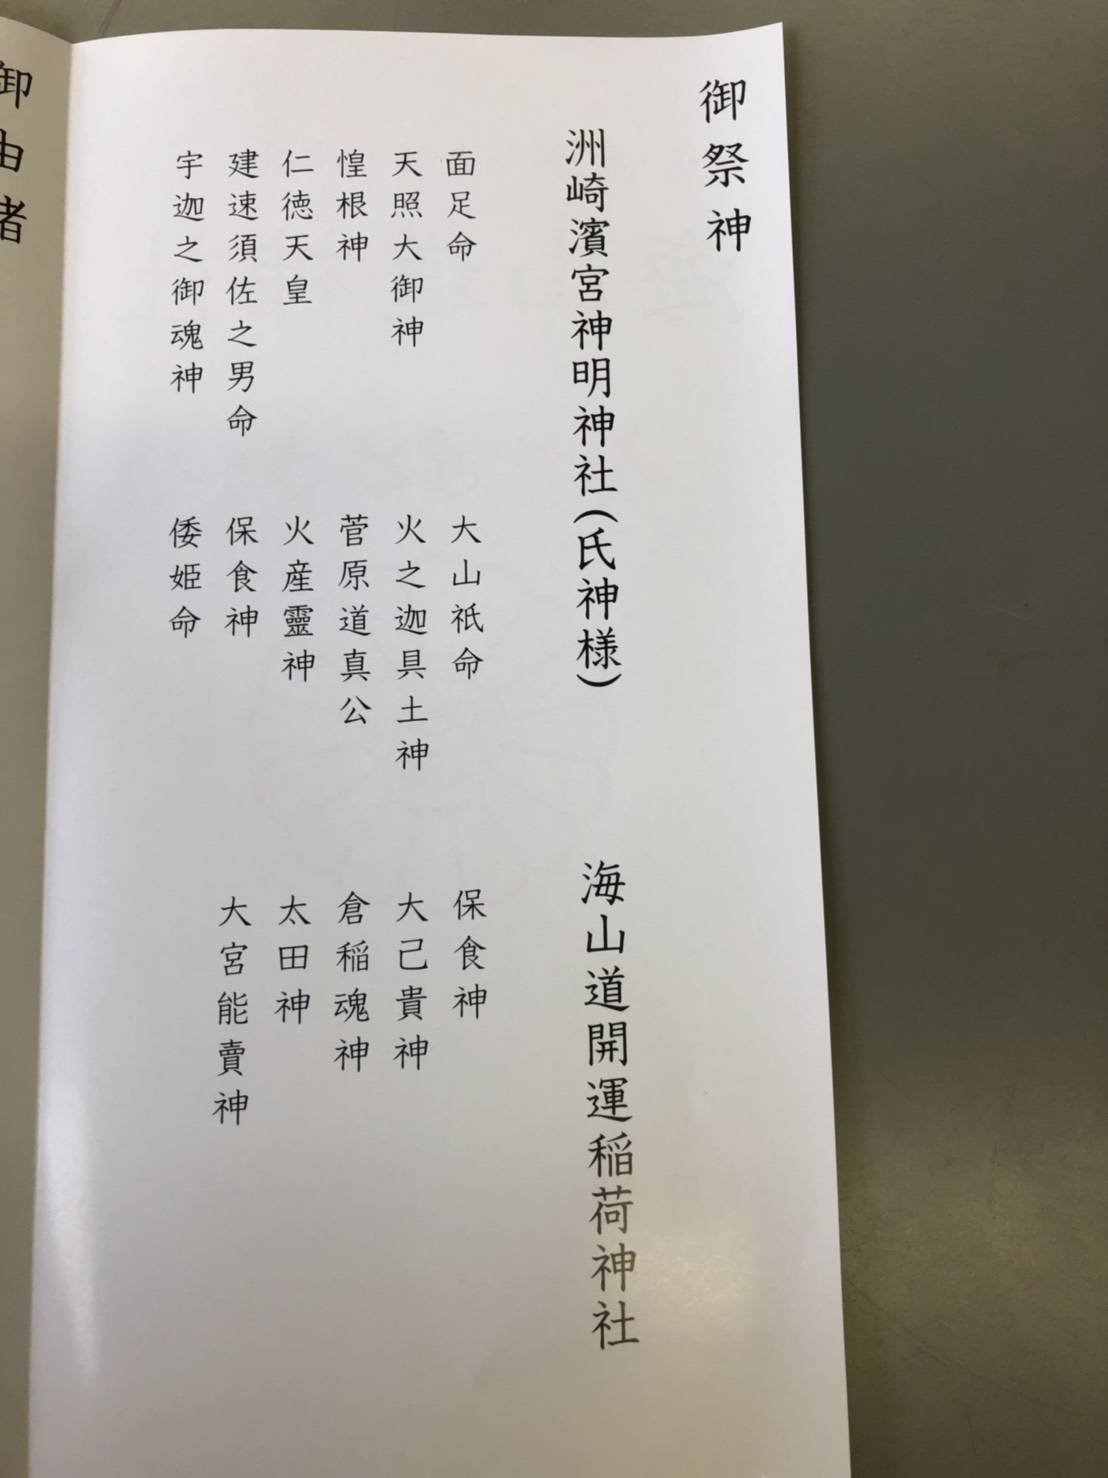 御祭神
洲崎濱宮神明神社(氏神様)
面足命
天照大御神
惶根神
仁徳天皇
建速須佐之男命
宇迦之御魂神
大山祇命
火之迦具土神
菅原道真公
火産靈神
保食神
倭姫命
海山道開運稲荷神社
保食神
大己貴神
倉稲魂神
太田神
大宮能賣神
御由緒